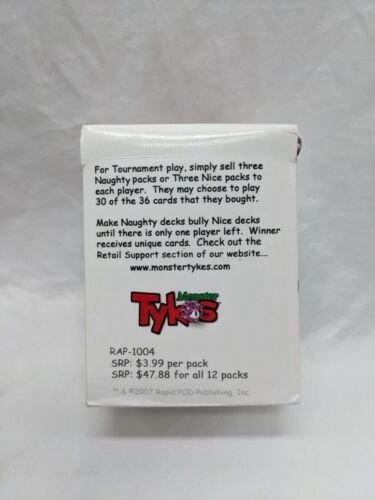 For Tournament play, simply sell three
Naughty packs or Three Nice packs to
each player. They may choose to play
30 of the 36 cards that they bought.
Make Naughty decks bully Nice decks
until there is only one player left. Winner
receives unique cards. Check out the
Retail Support section of our website...
www.monstertykes.com
Monster
Tykes
RAP-1004
SRP: $3.99 per pack
SRP: $47.88 for all 12 packs
™ & ©2007 Rapid POD Publishing, Inc.